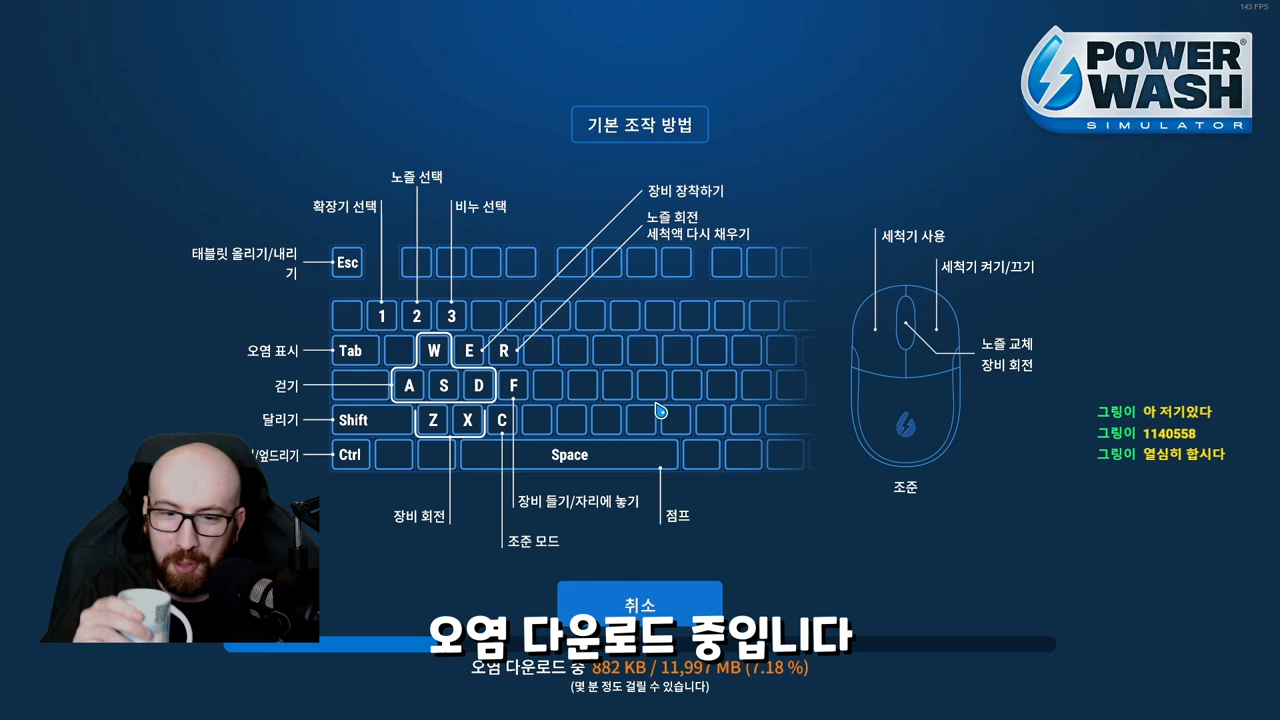 143 FPS
POWER
WASH
SIMULATOR
기본 조작 방법
노즐 선택
확장기 선택
비누 선택
장비 장착하기
노즐 회전
세척액 다시 채우기
태블릿 올리기/내리
기
Esc
1 2 3
오염 표시
Tab W E R
걷기
A S D F
달리기
Shift Z X C
/엎드리기
Ctrl Space
장비 회전
장비 들기/자리에 놓기
조준 모드
점프
세척기 사용
세척기 켜기/끄기
노즐 교체
장비 회전
조준
그링이 아 저기있다
그링이 1140558
그링이 열심히 합시다
취소
오염 다운로드 중입니다
오염 다운로드 중 882 KB / 11,997 MB (7.18 %)
(몇 분 정도 걸릴 수 있습니다)